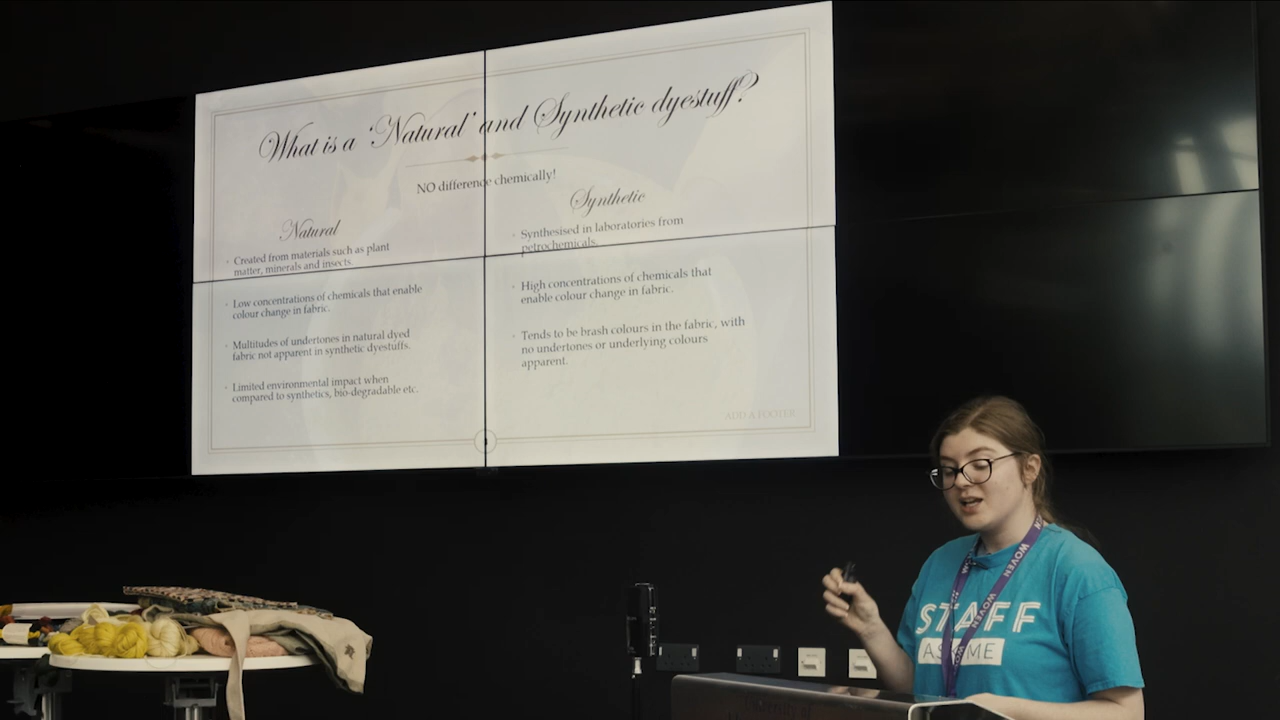 What is a 'Natural' and Synthetic dyestuff?
NO difference chemically!
Natural
Created from materials such as plant
matter, minerals and insects.
Low concentrations of chemicals that enable
colour change in fabric.
Multitudes of undertones in natural dyed
fabric not apparent in synthetic dyestuffs.
Limited environmental impact when
compared to synthetics, bio-degradable etc.
Synthetic
Synthesised in laboratories from
petrochemicals.
High concentrations of chemicals that
enable colour change in fabric.
Tends to be brash colours in the fabric, with
no undertones or underlying colours
apparent.
ADD A FOOTER
WOVEN
WOVEN
STAFF
ASK ME